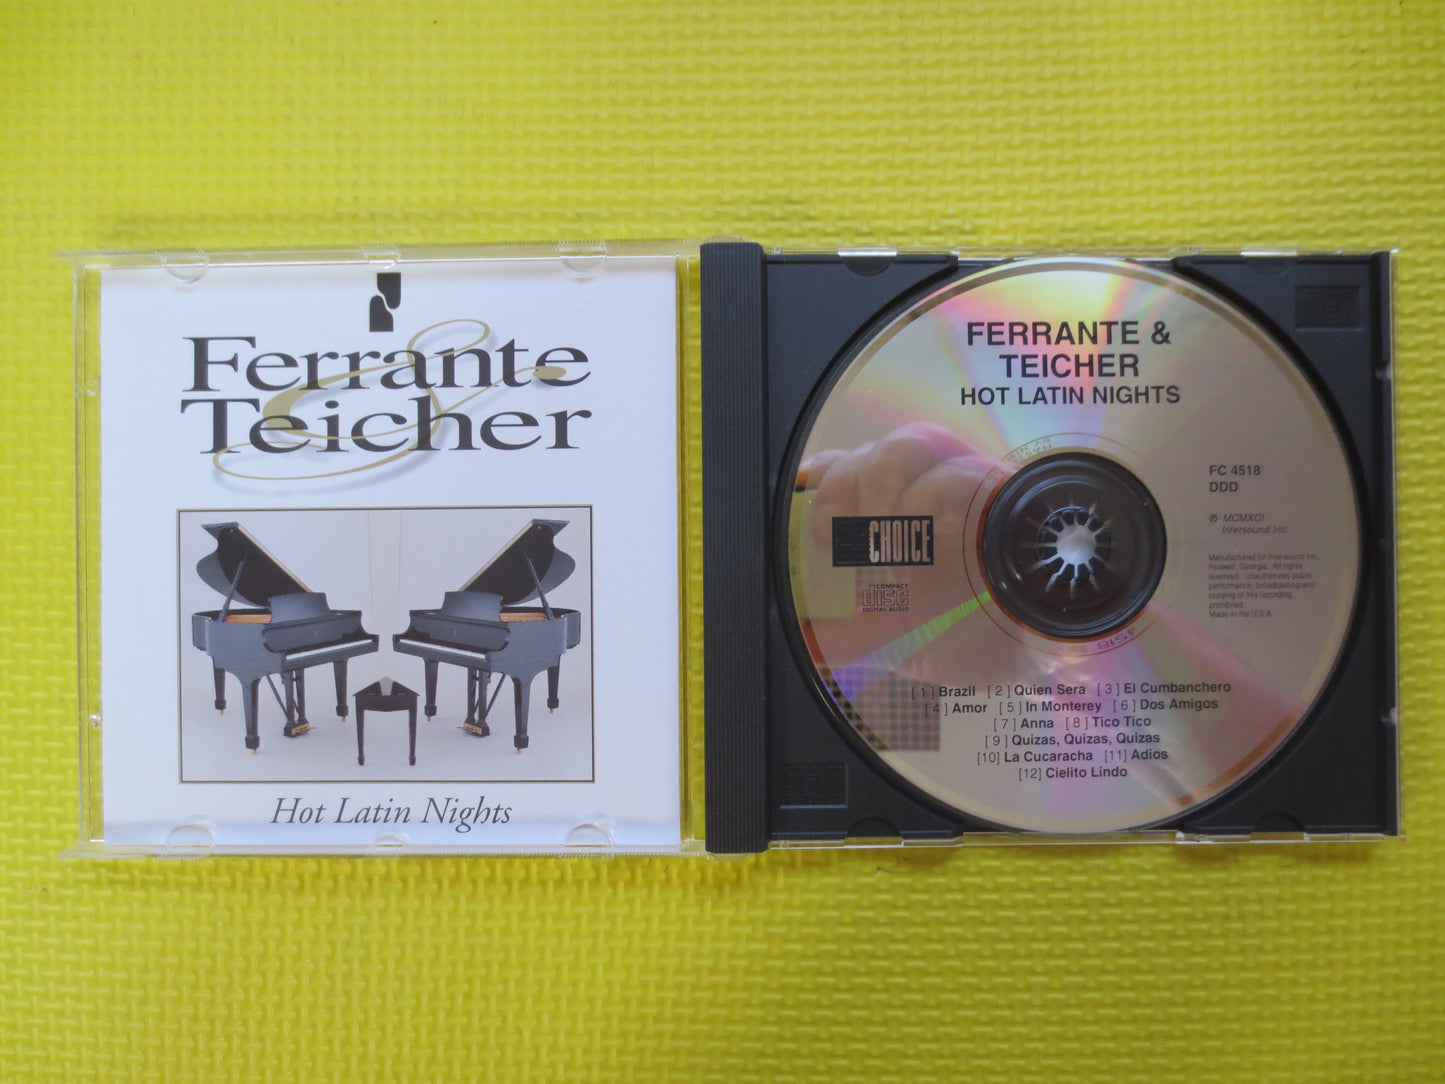 Ferrante
&
Teicher
Hot Latin Nights
FERRANTE &
TEICHER
HOT LATIN NIGHTS
FC 4518
DDD
℗ MCMXCI
Intersound Inc.
CHOICE
COMPACT
disc
DIGITAL AUDIO
Manufactured for Intersound Inc.,
Roswell, Georgia. All rights
reserved. Unauthorized public
performance, broadcasting and
copying of this recording
prohibited.
Made in the U.S.A.
4518
[1] Brazil [2] Quien Sera [3] El Cumbanchero
[4] Amor [5] In Monterey [6] Dos Amigos
[7] Anna [8] Tico Tico
[9] Quizas, Quizas, Quizas
[10] La Cucaracha [11] Adios
[12] Cielito Lindo